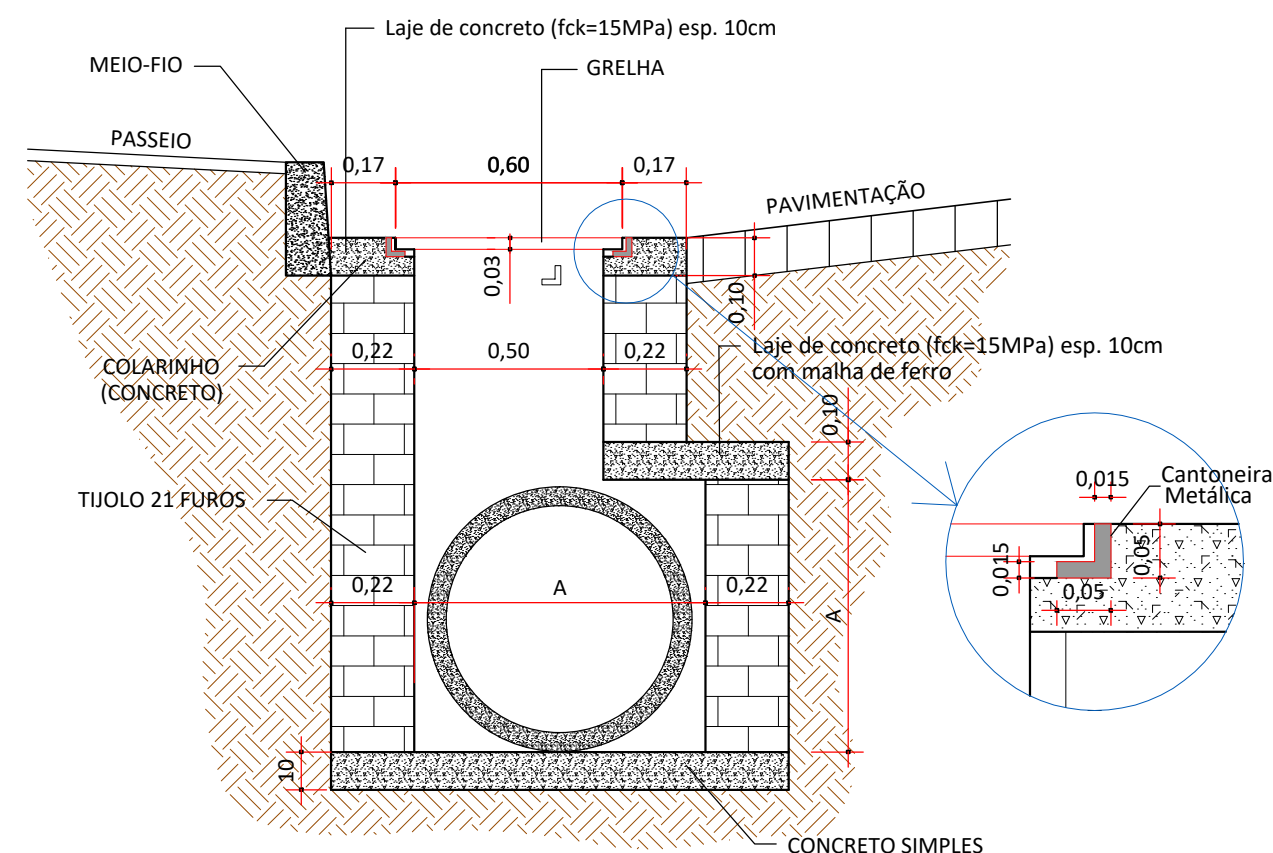 Laje de concreto (fck=15MPa) esp. 10cm
MEIO-FIO
GRELHA
PASSEIO
0,17
0,60
0,17
PAVIMENTAÇÃO
0,03
0,10
COLARINHO
(CONCRETO)
0,22
0,50
0,22
Laje de concreto (fck=15MPa) esp. 10cm
com malha de ferro
0,10
TIJOLO 21 FUROS
0,015
Cantoneira
Metálica
0,015
0,05
0,05
0,22
A
0,22
A
10
CONCRETO SIMPLES